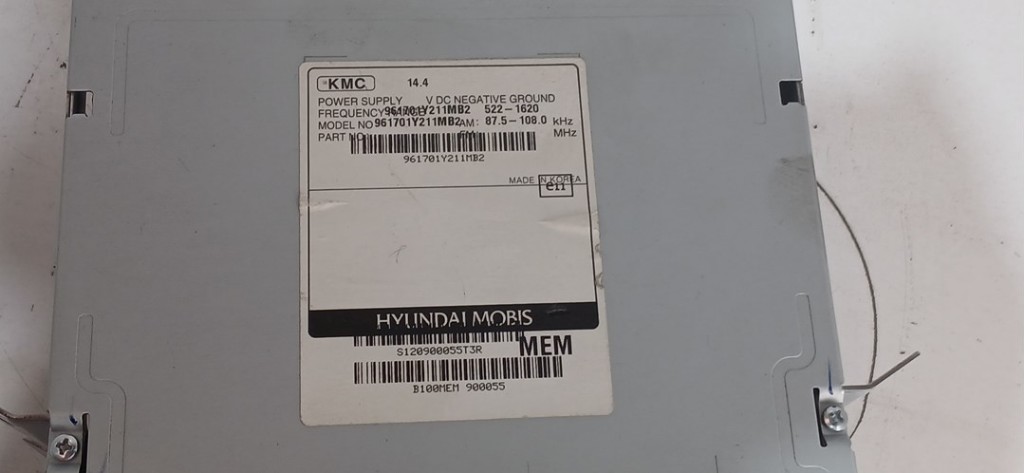 KMC 14.4
POWER SUPPLY V DC NEGATIVE GROUND
FREQUENCY 961701Y211MB2 522-1620
MODEL NO 961701Y211MB2 AM: 87.5-108.0 kHz
PART NO. FM: MHz
961701Y211MB2
MADE IN KOREA
e11
HYUNDAI MOBIS
S120900055T3R MEM
B100MEM 900055